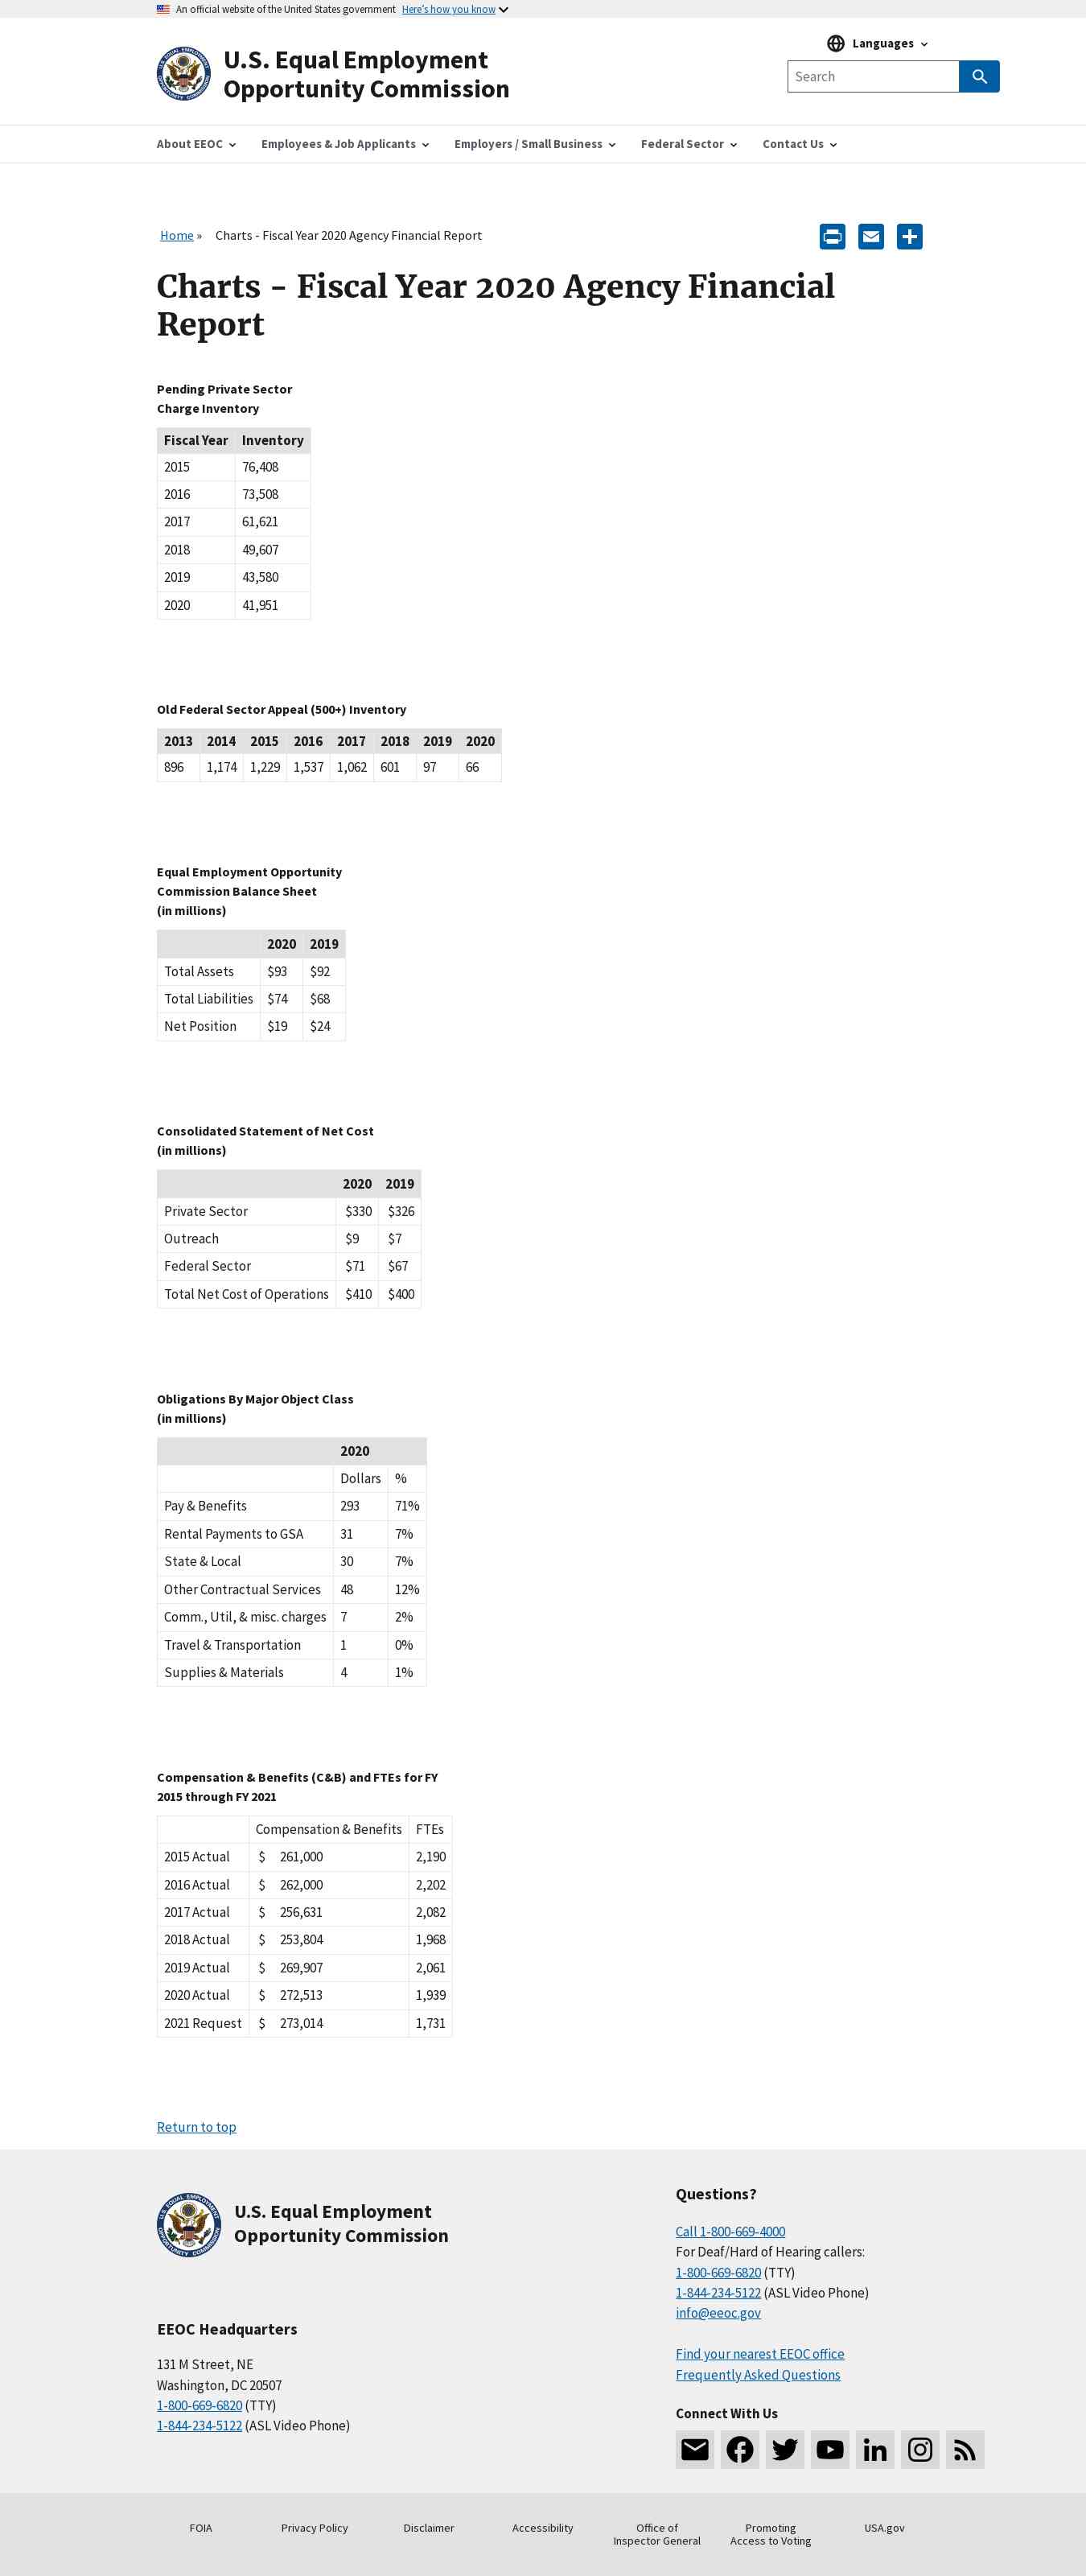 An official website of the United States government Here's how you know
U.S. Equal Employment
Opportunity Commission
Languages
Search
About EEOC
Employees & Job Applicants
Employers / Small Business
Federal Sector
Contact Us
Home » Charts - Fiscal Year 2020 Agency Financial Report
Charts - Fiscal Year 2020 Agency Financial
Report
Pending Private Sector
Charge Inventory
Fiscal Year Inventory
2015 76,408
2016 73,508
2017 61,621
2018 49,607
2019 43,580
2020 41,951
Old Federal Sector Appeal (500+) Inventory
2013 2014 2015 2016 2017 2018 2019 2020
896 1,174 1,229 1,537 1,062 601 97 66
Equal Employment Opportunity
Commission Balance Sheet
(in millions)
2020 2019
Total Assets $93 $92
Total Liabilities $74 $68
Net Position $19 $24
Consolidated Statement of Net Cost
(in millions)
2020 2019
Private Sector $330 $326
Outreach $9 $7
Federal Sector $71 $67
Total Net Cost of Operations $410 $400
Obligations By Major Object Class
(in millions)
2020
Dollars %
Pay & Benefits 293 71%
Rental Payments to GSA 31 7%
State & Local 30 7%
Other Contractual Services 48 12%
Comm., Util, & misc. charges 7 2%
Travel & Transportation 1 0%
Supplies & Materials 4 1%
Compensation & Benefits (C&B) and FTEs for FY
2015 through FY 2021
Compensation & Benefits FTEs
2015 Actual $ 261,000 2,190
2016 Actual $ 262,000 2,202
2017 Actual $ 256,631 2,082
2018 Actual $ 253,804 1,968
2019 Actual $ 269,907 2,061
2020 Actual $ 272,513 1,939
2021 Request $ 273,014 1,731
Return to top
U.S. Equal Employment
Opportunity Commission
EEOC Headquarters
131 M Street, NE
Washington, DC 20507
1-800-669-6820 (TTY)
1-844-234-5122 (ASL Video Phone)
Questions?
Call 1-800-669-4000
For Deaf/Hard of Hearing callers:
1-800-669-6820 (TTY)
1-844-234-5122 (ASL Video Phone)
info@eeoc.gov
Find your nearest EEOC office
Frequently Asked Questions
Connect With Us
FOIA
Privacy Policy
Disclaimer
Accessibility
Office of
Inspector General
Promoting
Access to Voting
USA.gov